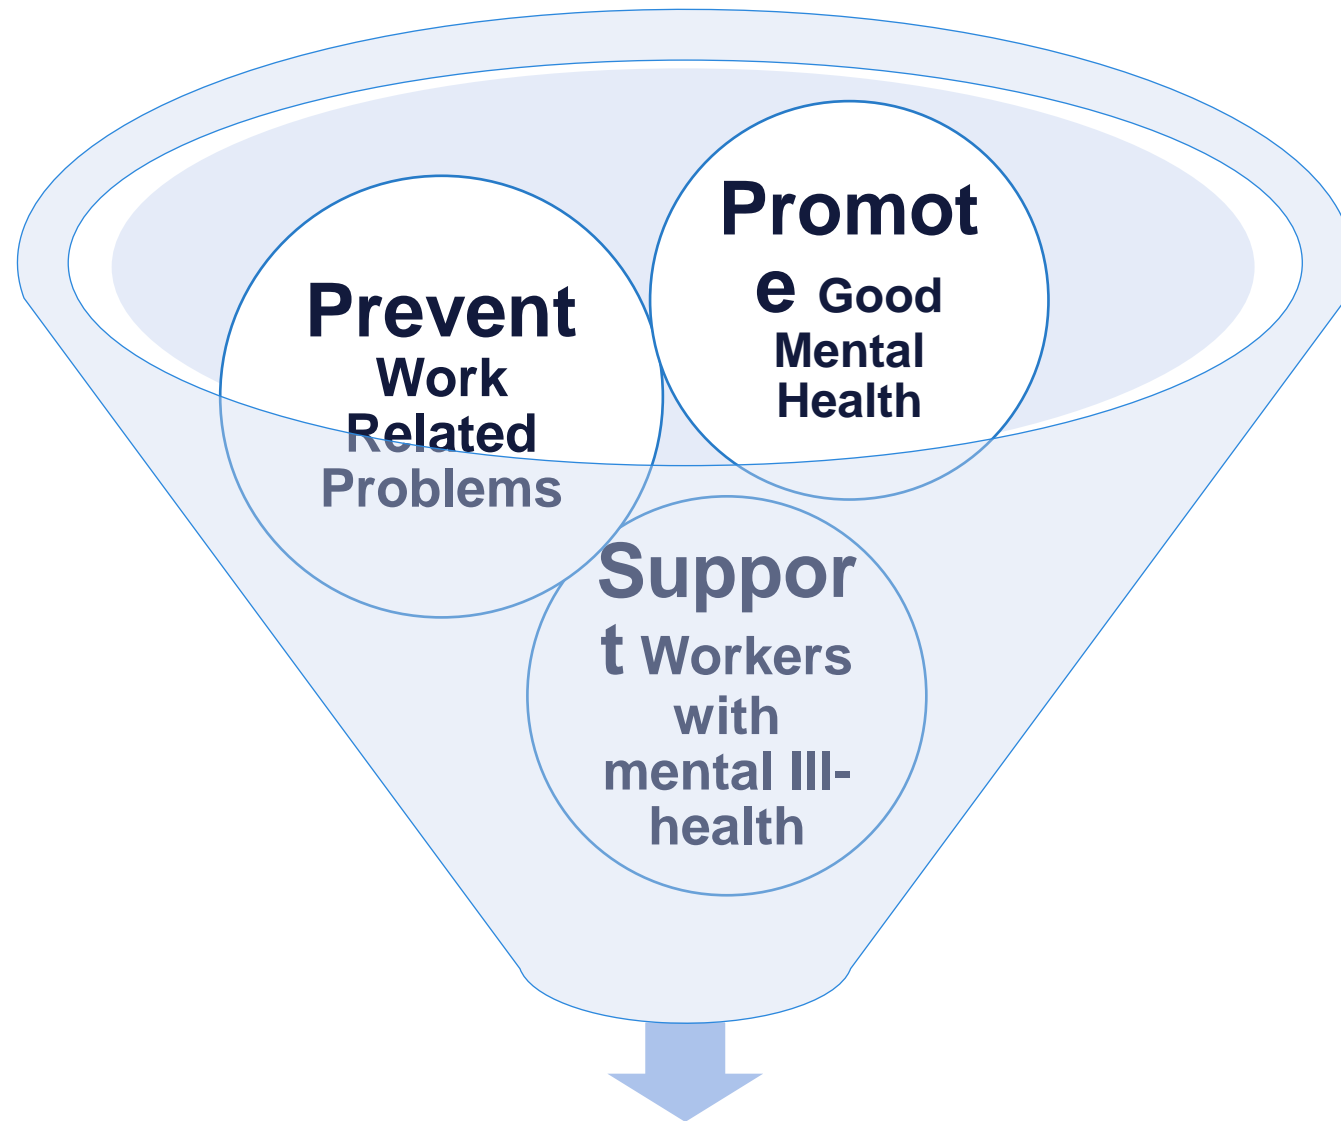 Prevent
Work
Related
Problems
Promot
e Good
Mental
Health
Suppor
t Workers
with
mental Ill-
health